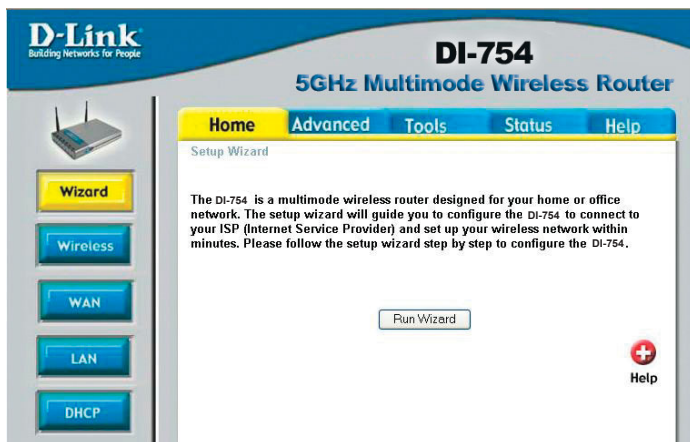 D-Link
Building Networks for People
DI-754
5GHz Multimode Wireless Router
Home
Advanced
Tools
Status
Help
Wizard
Wireless
WAN
LAN
DHCP
Setup Wizard
The DI-754 is a multimode wireless router designed for your home or office
network. The setup wizard will guide you to configure the DI-754 to connect to
your ISP (Internet Service Provider) and set up your wireless network within
minutes. Please follow the setup wizard step by step to configure the DI-754.
Run Wizard
Help